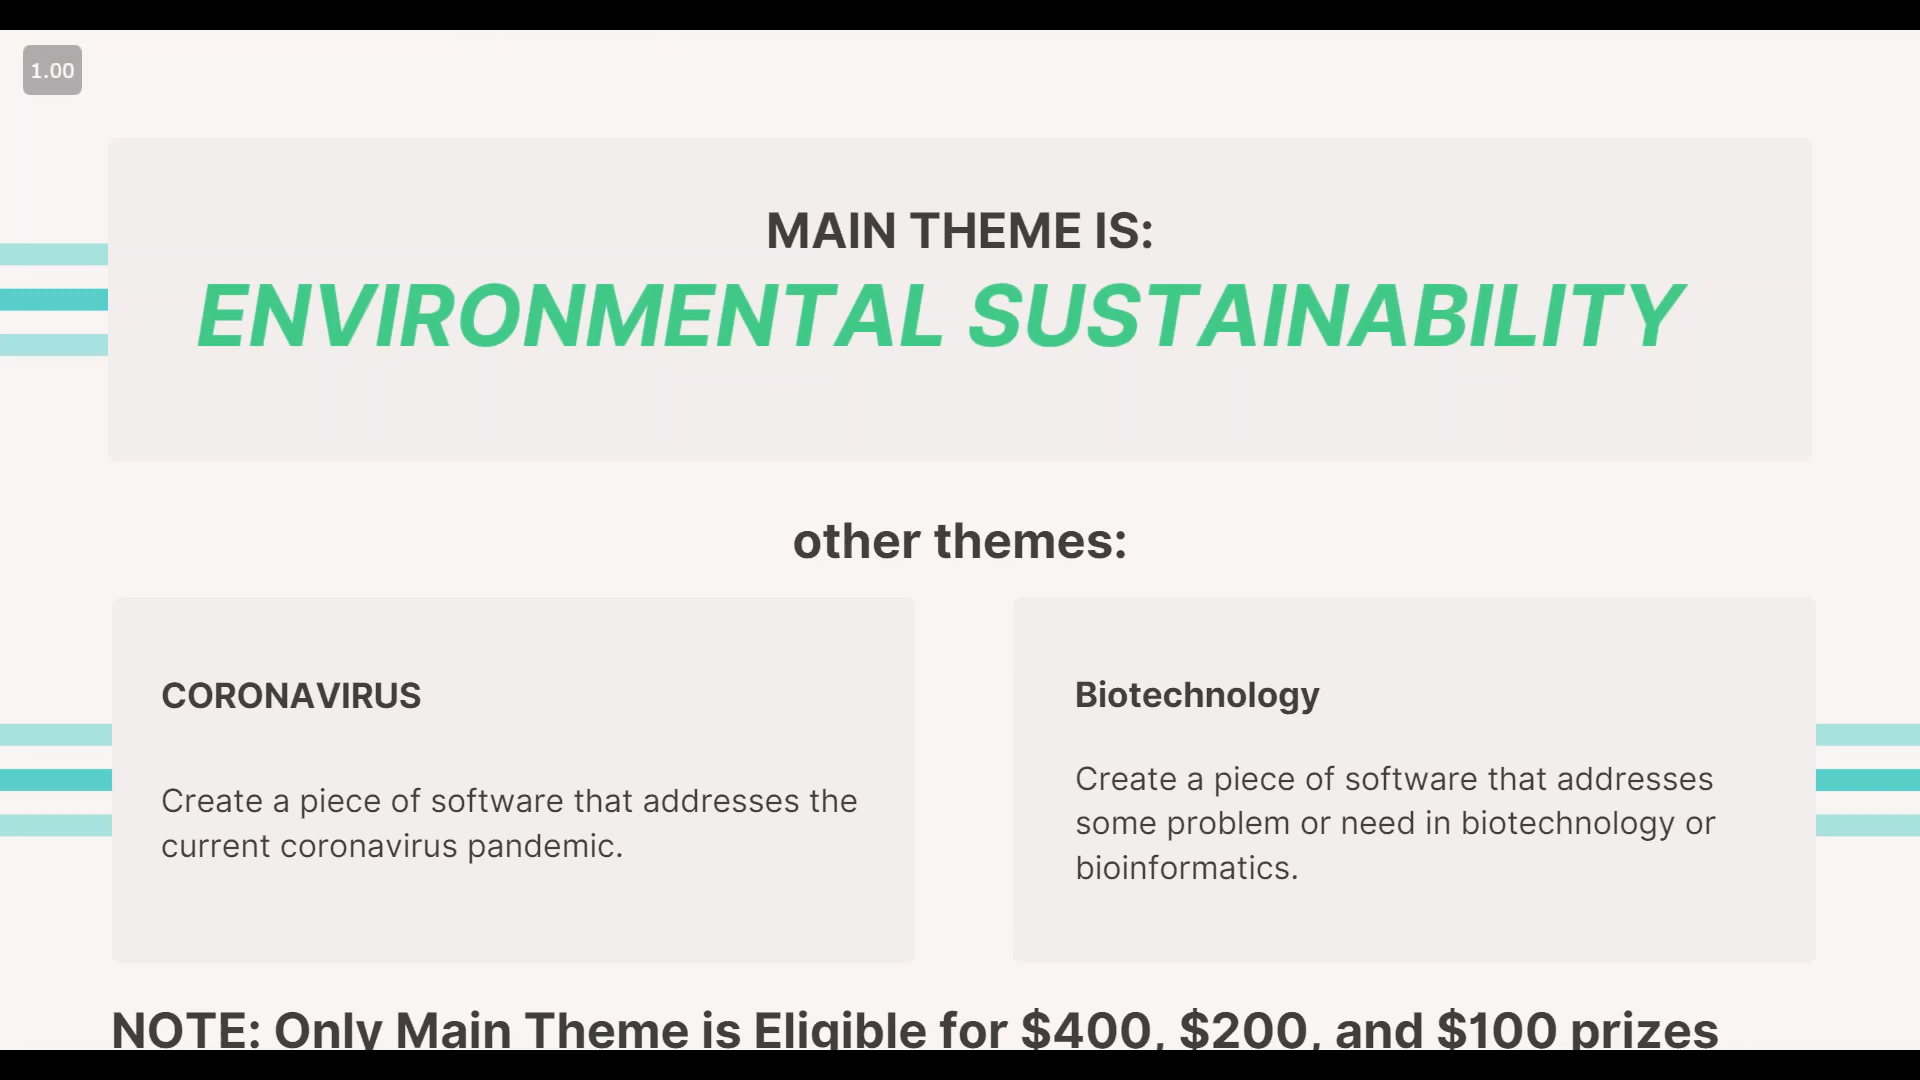 1.00
MAIN THEME IS:
ENVIRONMENTAL SUSTAINABILITY
other themes:
CORONAVIRUS
Create a piece of software that addresses the
current coronavirus pandemic.
Biotechnology
Create a piece of software that addresses
some problem or need in biotechnology or
bioinformatics.
NOTE: Only Main Theme is Eligible for $400, $200, and $100 prizes